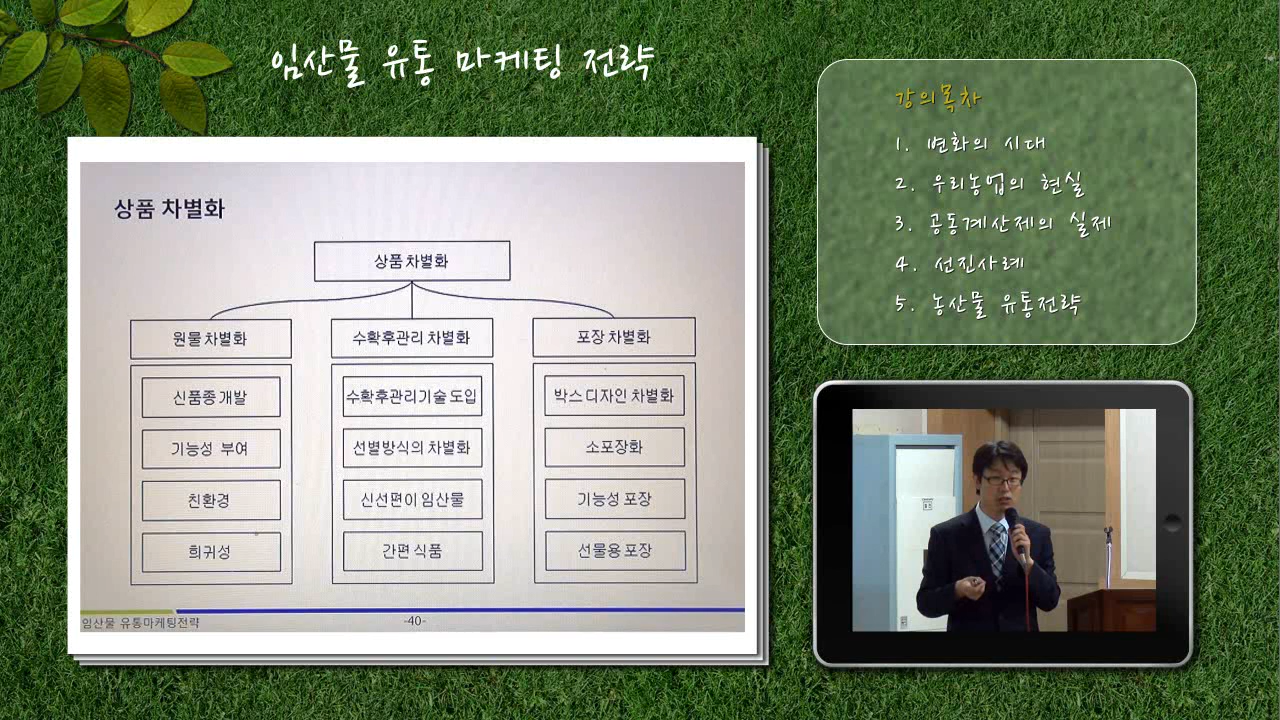 임산물 유통 마케팅 전략
강의목차
1. 변화의 시대
2. 우리농업의 현실
3. 공동계산제의 실제
4. 선진사례
5. 농산물 유통전략
상품 차별화
상품 차별화
원물 차별화
신품종 개발
기능성 부여
친환경
희귀성
수확후관리 차별화
수확후관리기술 도입
선별방식의 차별화
신선편이 임산물
간편 식품
포장 차별화
박스 디자인 차별화
소포장화
기능성 포장
선물용 포장
임산물 유통마케팅전략
-40-